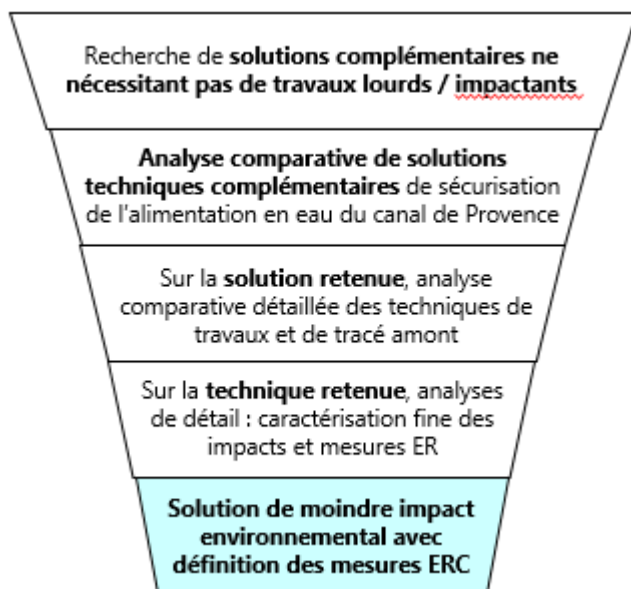 Recherche de solutions complémentaires ne
nécessitant pas de travaux lourds / impactants
Analyse comparative de solutions
techniques complémentaires de sécurisation
de l'alimentation en eau du canal de Provence
Sur la solution retenue, analyse
comparative détaillée des techniques de
travaux et de tracé amont
Sur la technique retenue, analyses
de détail : caractérisation fine des
impacts et mesures ER
Solution de moindre impact
environnemental avec
définition des mesures ERC